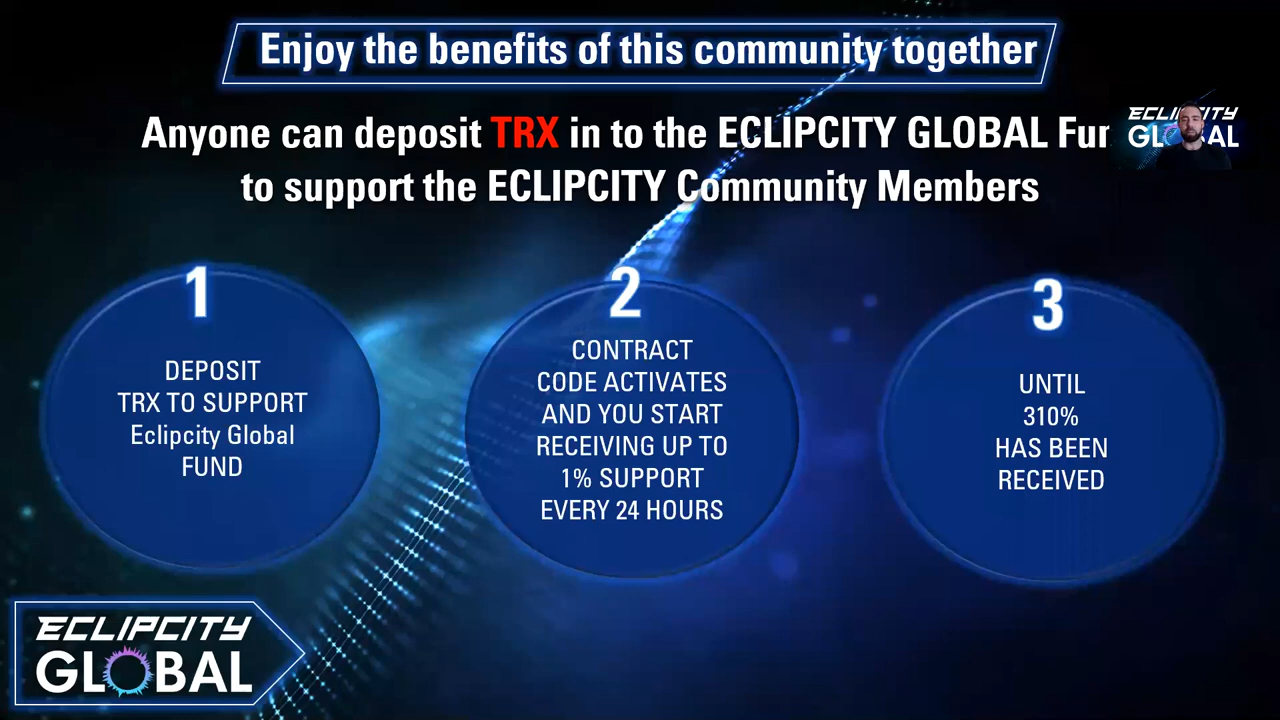 Enjoy the benefits of this community together
Anyone can deposit TRX in to the ECLIPCITY GLOBAL
to support the ECLIPCITY Community Members
ECLIPCITY
GLOBAL
1
DEPOSIT
TRX TO SUPPORT
Eclipcity Global
FUND
2
CONTRACT
CODE ACTIVATES
AND YOU START
RECEIVING UP TO
1% SUPPORT
EVERY 24 HOURS
3
UNTIL
310%
HAS BEEN
RECEIVED
ECLIPCITY
GLOBAL